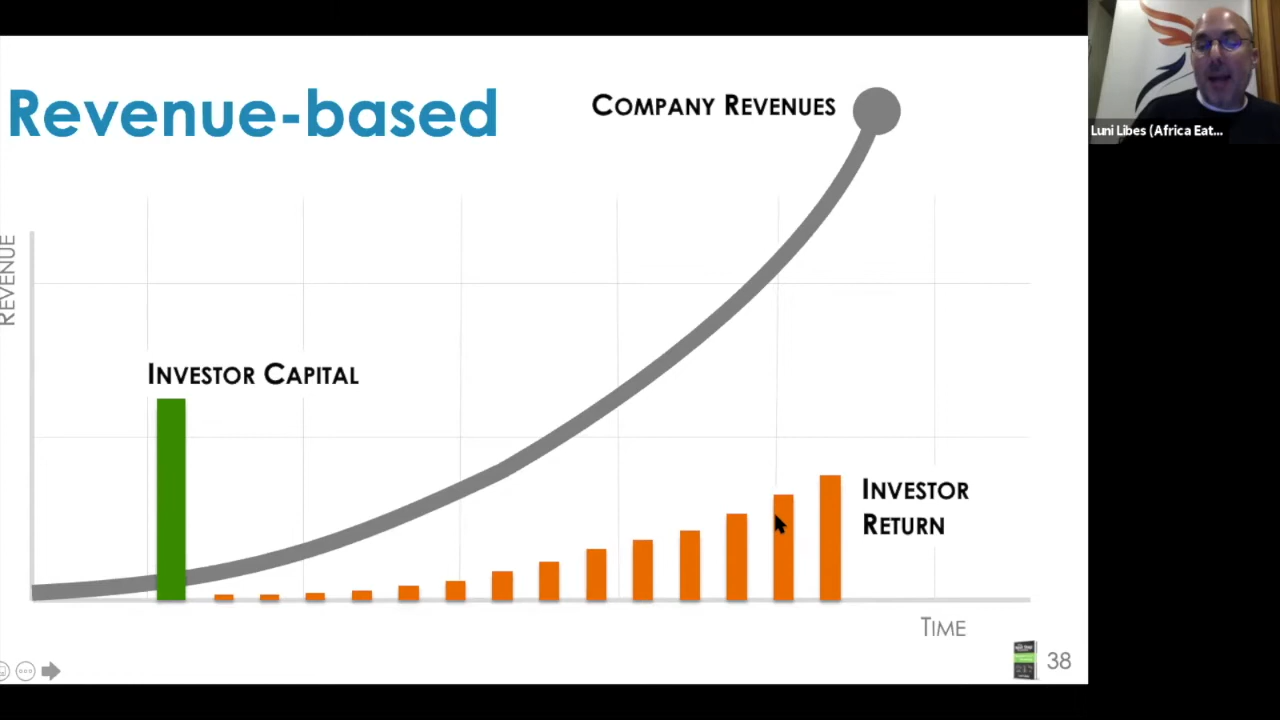 Revenue-based
COMPANY REVENUES
REVENUE
INVESTOR CAPITAL
INVESTOR
RETURN
TIME
38
Luni Libes (Africa Eat...